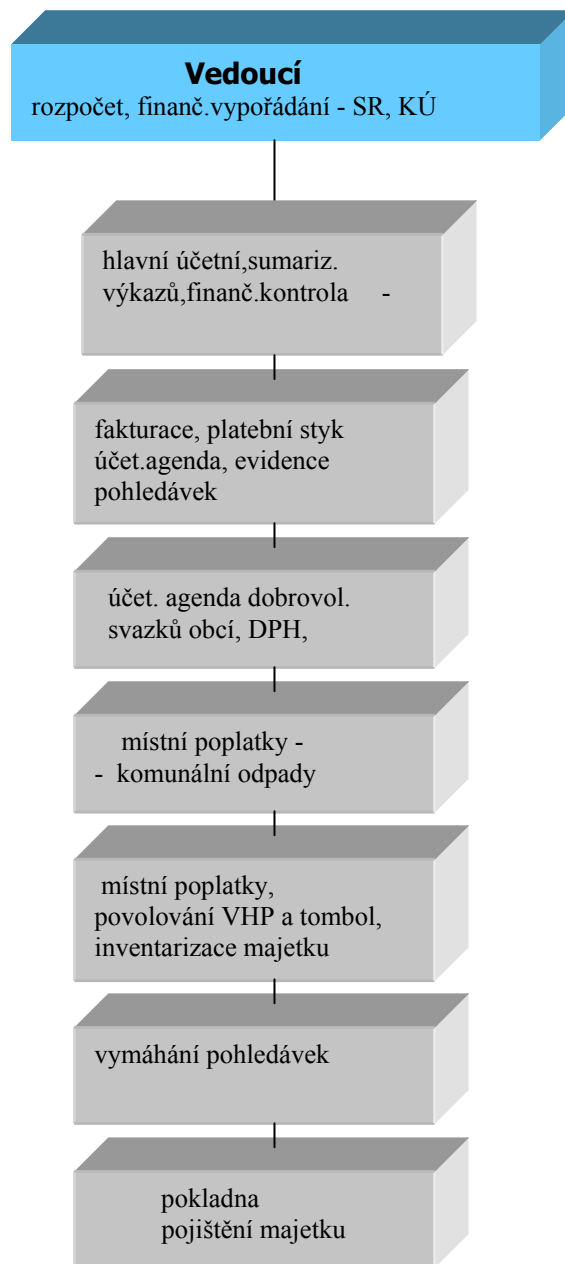 Vedoucí
rozpočet, finanč.vypořádání - SR, KÚ
hlavní účetní,sumariz.
výkazů,finanč.kontrola -
fakturace, platební styk
účet.agenda, evidence
pohledávek
účet. agenda dobrovol.
svazků obcí, DPH,
místní poplatky -
- komunální odpady
místní poplatky,
povolování VHP a tombol,
inventarizace majetku
vymáhání pohledávek
pokladna
pojištění majetku